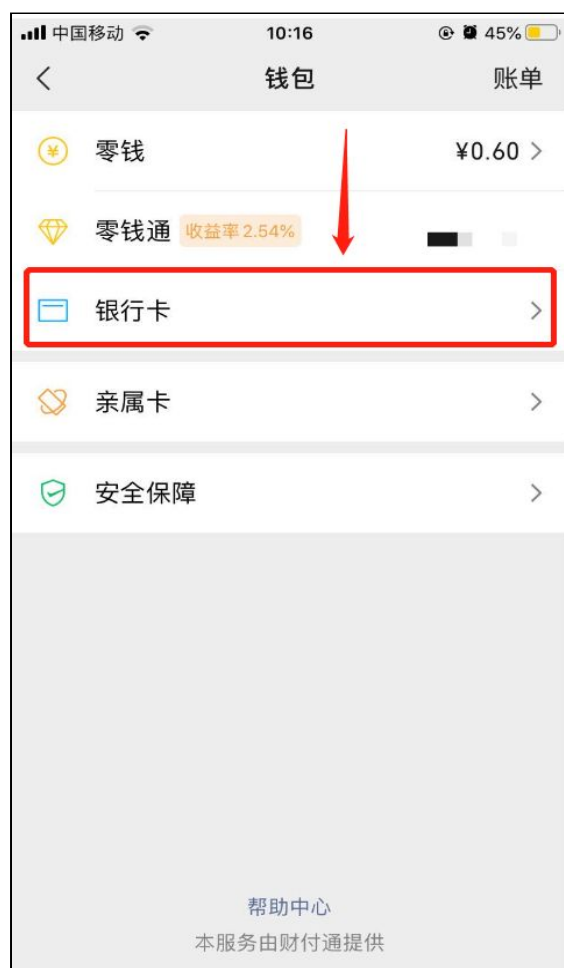 中国移动 10:16 45%
钱包 账单
零钱 ¥0.60
零钱通 收益率2.54%
银行卡
亲属卡
安全保障
帮助中心
本服务由财付通提供